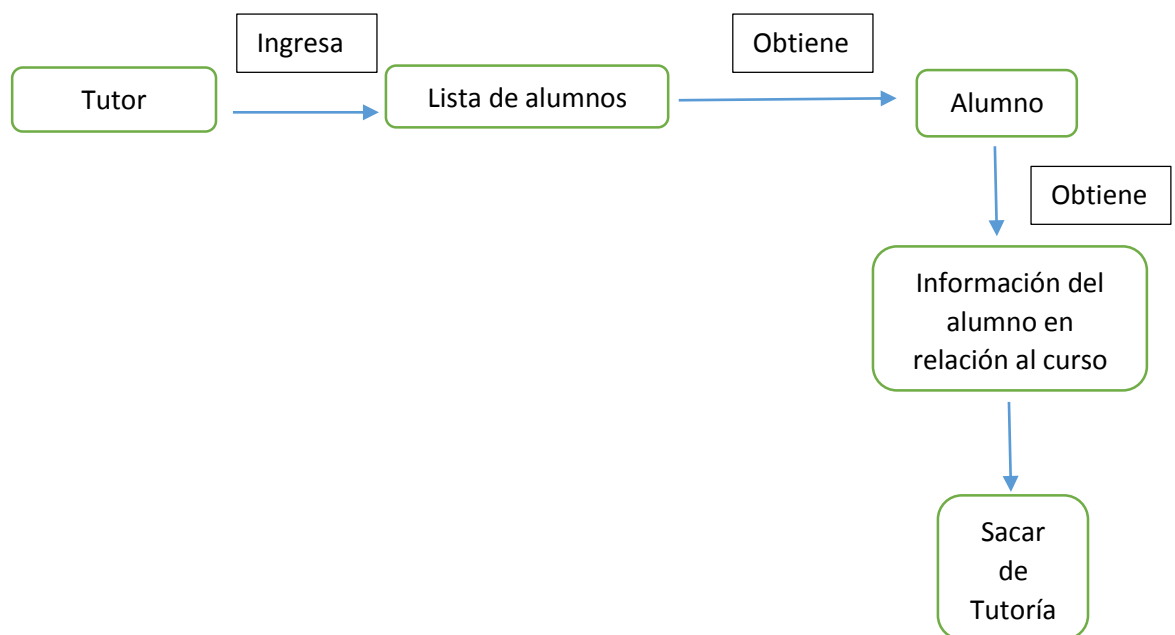 Ingresa
Obtiene
Tutor
Lista de alumnos
Alumno
Obtiene
Información del
alumno en
relación al curso
Sacar
de
Tutoría